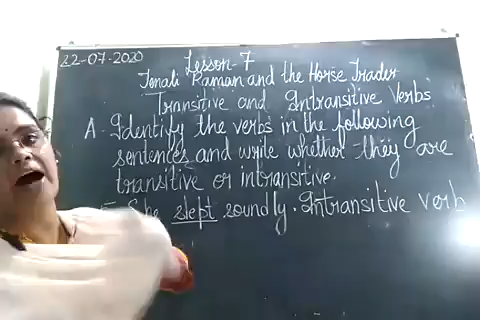 22-07-2020
Lesson-7
Tenali Raman and the Horse Trader
Transitive and Intransitive Verbs
A. Identify the verbs in the following
sentences and write whether they are
transitive or intransitive.
She slept soundly. Intransitive verb